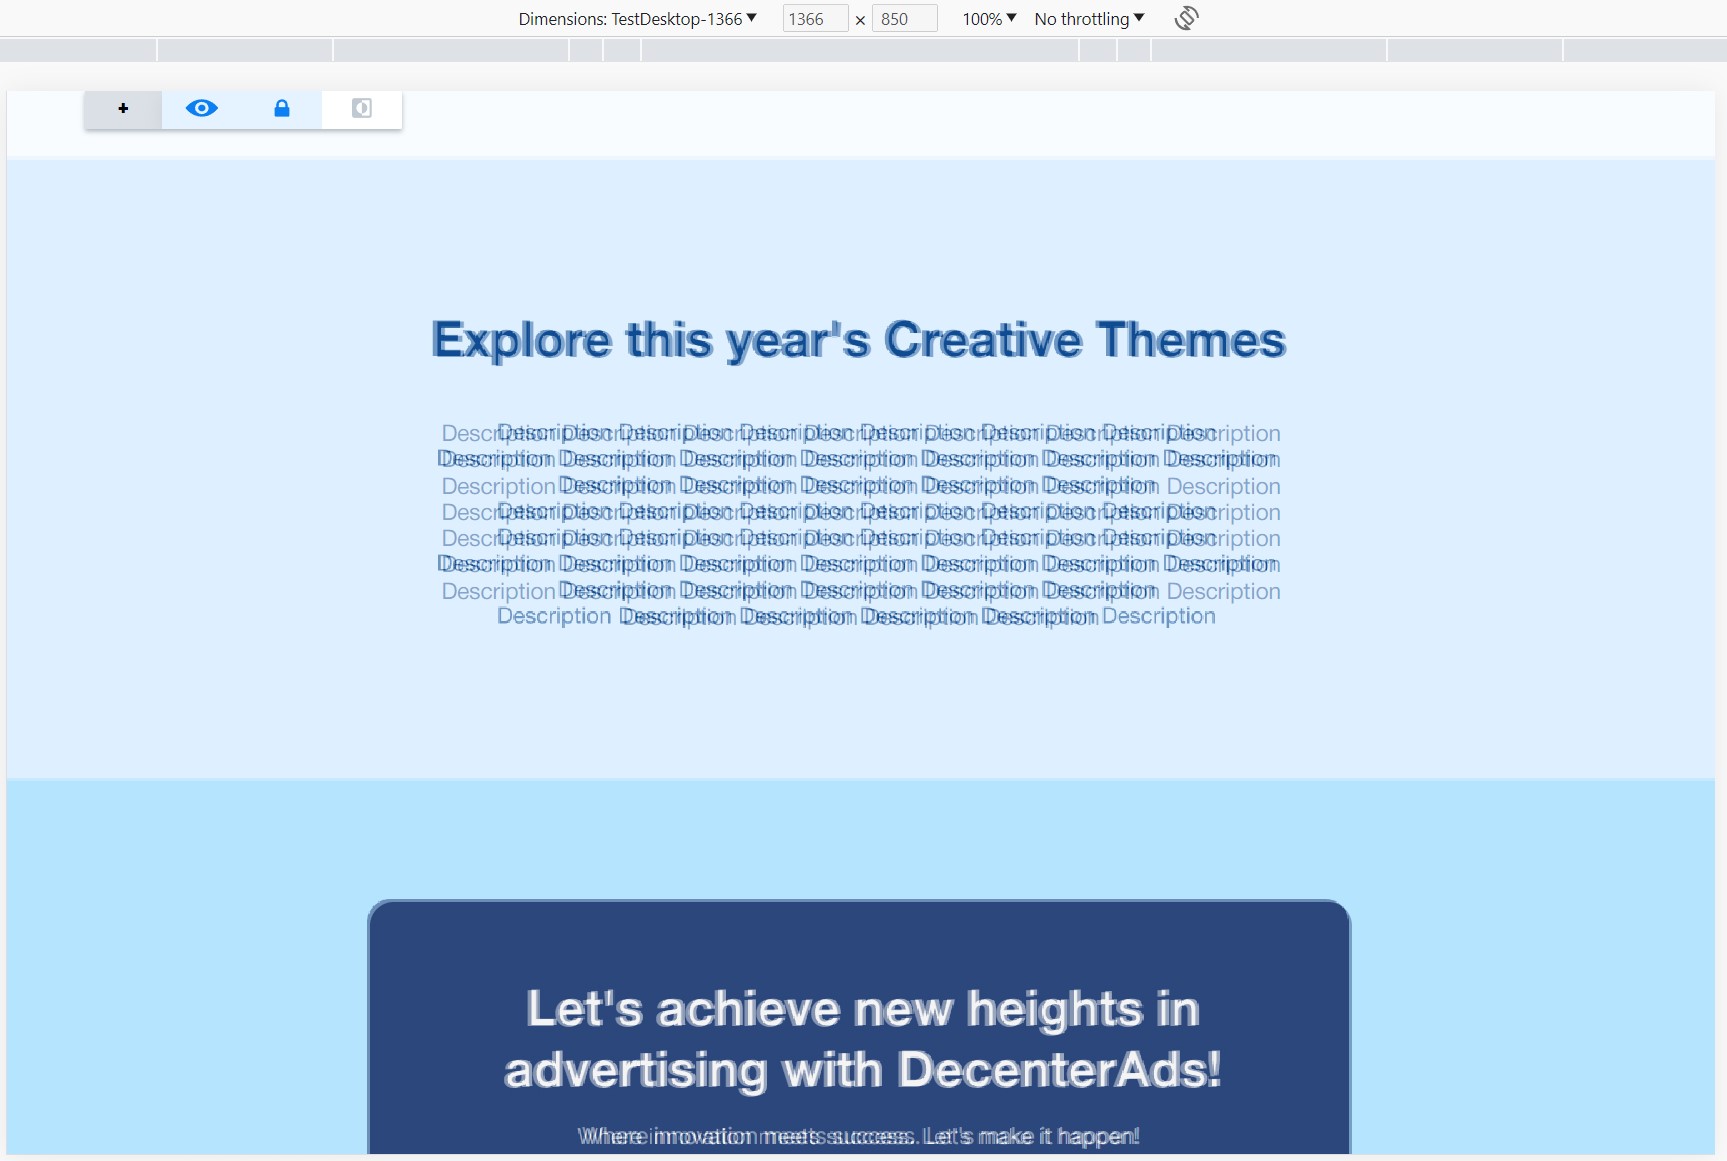 Dimensions: TestDesktop-1366 1366 × 850 100% No throttling
+
Explore this year's Creative Themes
Description Description Description Description Description Description Description
Description Description Description Description Description Description Description
Description Description Description Description Description Description Description
Description Description Description Description Description Description Description
Description Description Description Description Description Description Description
Description Description Description Description Description Description Description
Description Description Description Description Description Description Description
Description Description Description Description Description Description
Let's achieve new heights in
advertising with DecenterAds!
Where innovation meets success. Let's make it happen!